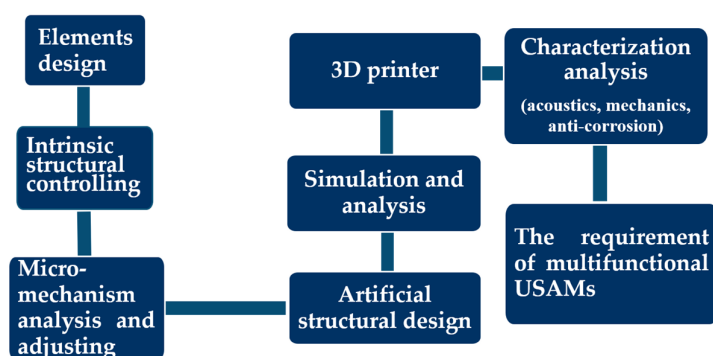 Elements
design
Intrinsic
structural
controlling
Micro-
mechanism
analysis and
adjusting
Artificial
structural design
Simulation and
analysis
3D printer
Characterization
analysis
(acoustics, mechanics,
anti-corrosion)
The requirement
of multifunctional
USAMs